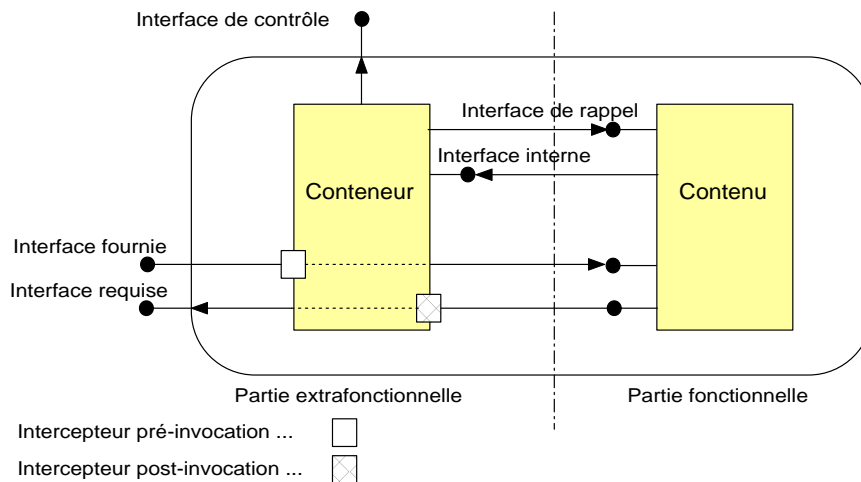 Interface de contrôle
Interface de rappel
Interface interne
Conteneur
Contenu
Interface fournie
Interface requise
Partie extrafonctionnelle
Partie fonctionnelle
Intercepteur pré-invocation ...
Intercepteur post-invocation ...